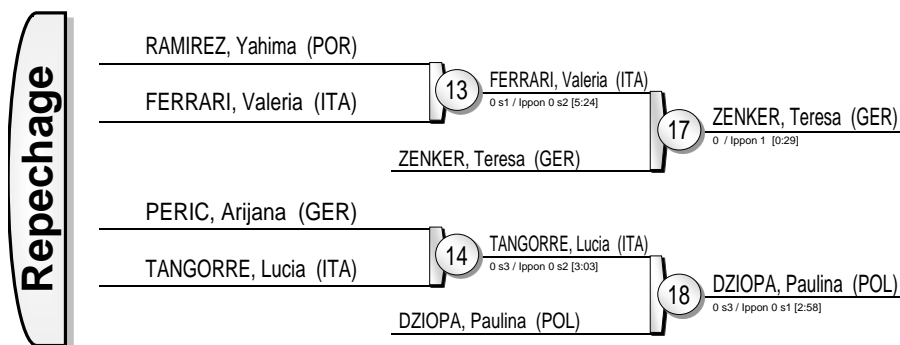 Repechage
RAMIREZ, Yahima (POR)
FERRARI, Valeria (ITA)
13
FERRARI, Valeria (ITA)
0 s1 / Ippon 0 s2 [5:24]
ZENKER, Teresa (GER)
17
ZENKER, Teresa (GER)
0 / Ippon 1 [0:29]
PERIC, Arijana (GER)
TANGORRE, Lucia (ITA)
14
TANGORRE, Lucia (ITA)
0 s3 / Ippon 0 s2 [3:03]
DZIOPA, Paulina (POL)
18
DZIOPA, Paulina (POL)
0 s3 / Ippon 0 s1 [2:58]